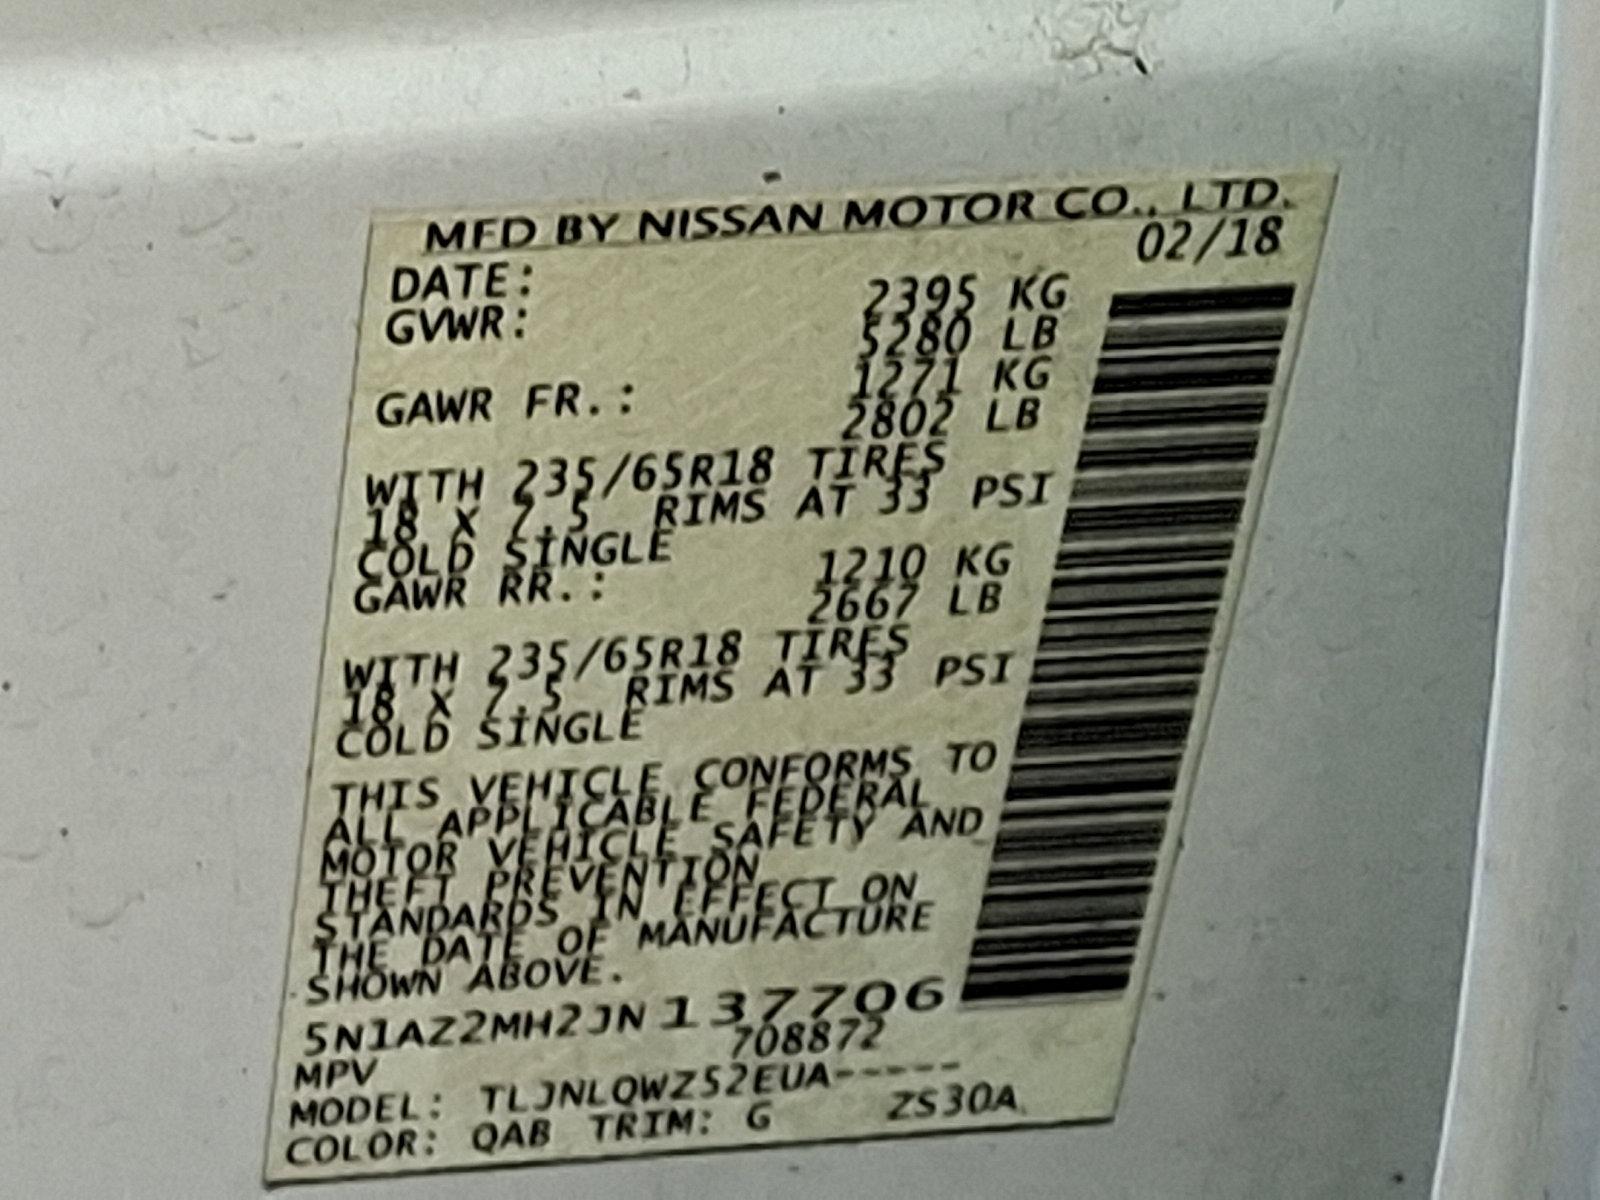 MFD BY NISSAN MOTOR CO., LTD.
DATE: 02/18
GVWR: 2395 KG
5280 LB
GAWR FR.: 1271 KG
2802 LB
WITH 235/65R18 TIRES
18 X 7.5 RIMS AT 33 PSI
COLD SINGLE
GAWR RR.: 1210 KG
2667 LB
WITH 235/65R18 TIRES
18 X 7.5 RIMS AT 33 PSI
COLD SINGLE
THIS VEHICLE CONFORMS TO
ALL APPLICABLE FEDERAL
MOTOR VEHICLE SAFETY AND
THEFT PREVENTION
STANDARDS IN EFFECT ON
THE DATE OF MANUFACTURE
SHOWN ABOVE.
5N1AZ2MH2JN137706
MPV 708872
MODEL: TLJNLQWZ52EUA-----
COLOR: QAB TRIM: G ZS30A